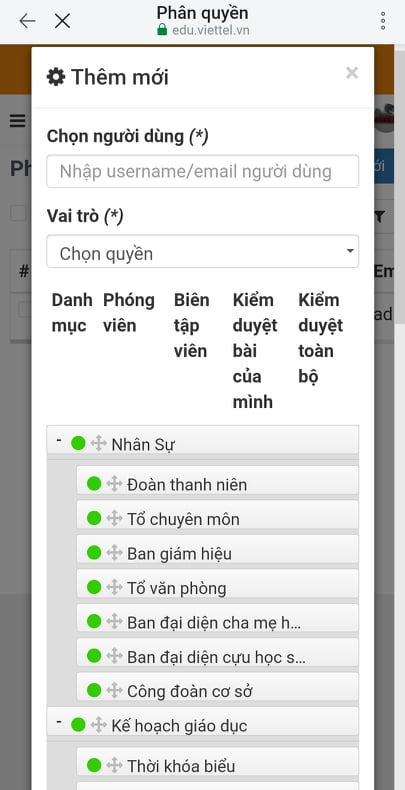 Phân quyền
edu.viettel.vn
Thêm mới
×
Chọn người dùng (*)
Nhập username/email người dùng
Vai trò (*)
Chọn quyền
#
Danh mục
Phóng viên
Biên tập viên
Kiểm duyệt bài của mình
Kiểm duyệt toàn bộ
- Nhân Sự
Đoàn thanh niên
Tổ chuyên môn
Ban giám hiệu
Tổ văn phòng
Ban đại diện cha mẹ h...
Ban đại diện cựu học s...
Công đoàn cơ sở
- Kế hoạch giáo dục
Thời khóa biểu